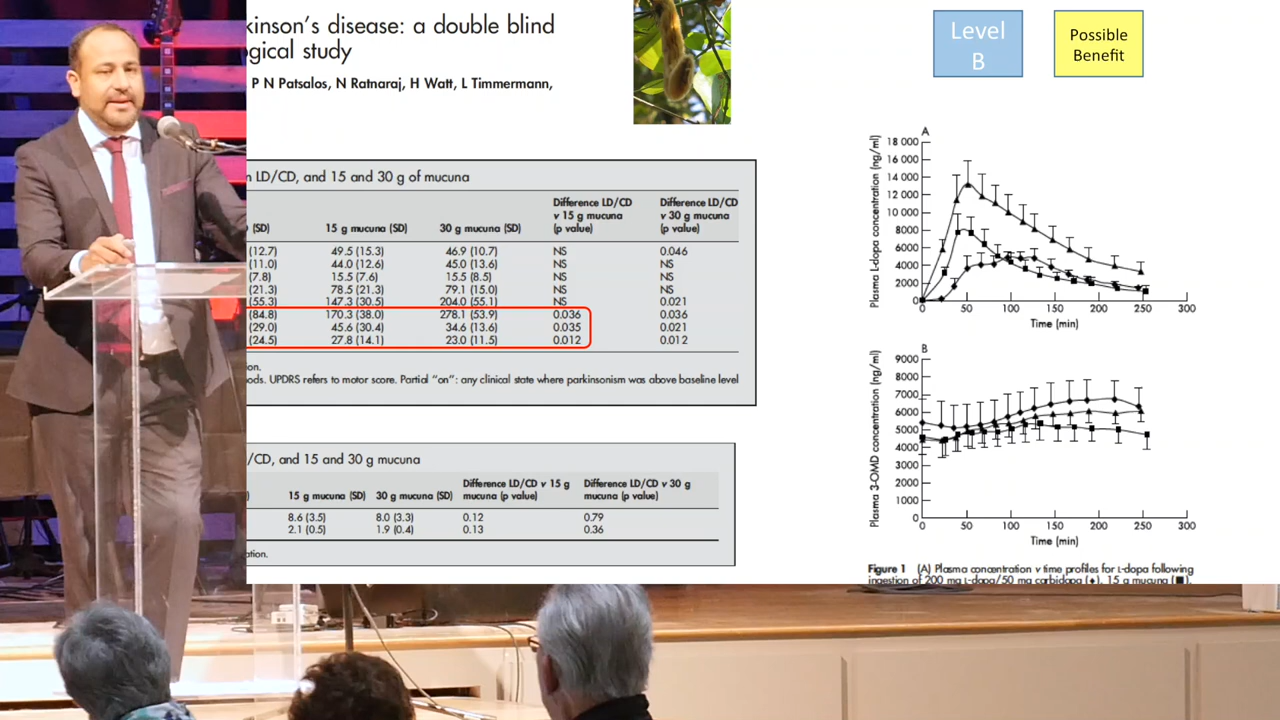 kinson's disease: a double blind
gical study
P N Patsalos, N Ratnaraj, H Watt, L Timmermann,
Level
B
Possible
Benefit
LD/CD, and 15 and 30 g of mucuna
(SD) 15 g mucuna (SD) 30 g mucuna (SD) Difference LD/CD v 15 g mucuna (p value) Difference LD/CD v 30 g mucuna (p value)
(12.7) 49.5 (15.3) 46.9 (10.7) NS 0.046
(11.0) 44.0 (12.6) 45.0 (13.6) NS NS
(7.8) 15.5 (7.6) 15.5 (8.5) NS NS
(21.3) 78.5 (21.3) 79.1 (15.0) NS NS
(55.3) 147.3 (30.5) 204.0 (55.1) NS 0.021
(84.8) 170.3 (38.0) 278.1 (53.9) 0.036 0.036
(29.0) 45.6 (30.4) 34.6 (13.6) 0.035 0.021
(24.5) 27.8 (14.1) 23.0 (11.5) 0.012 0.012
on.
ods. UPDRS refers to motor score. Partial "on": any clinical state where parkinsonism was above baseline level
/CD, and 15 and 30 g mucuna
15 g mucuna (SD) 30 g mucuna (SD) Difference LD/CD v 15 g mucuna (p value) Difference LD/CD v 30 g mucuna (p value)
8.6 (3.5) 8.0 (3.3) 0.12 0.79
2.1 (0.5) 1.9 (0.4) 0.13 0.36
ation.
A
Plasma L-dopa concentration (ng/ml)
18 000
16 000
14 000
12 000
10 000
8000
6000
4000
2000
0
0 50 100 150 200 250 300
Time (min)
B
Plasma 3-OMD concentration (ng/ml)
9000
8000
7000
6000
5000
4000
3000
2000
1000
0
0 50 100 150 200 250 300
Time (min)
Figure 1 (A) Plasma concentration v time profiles for L-dopa following
ingestion of 200 mg L-dopa/50 mg carbidopa (♦), 15 g mucuna (■),